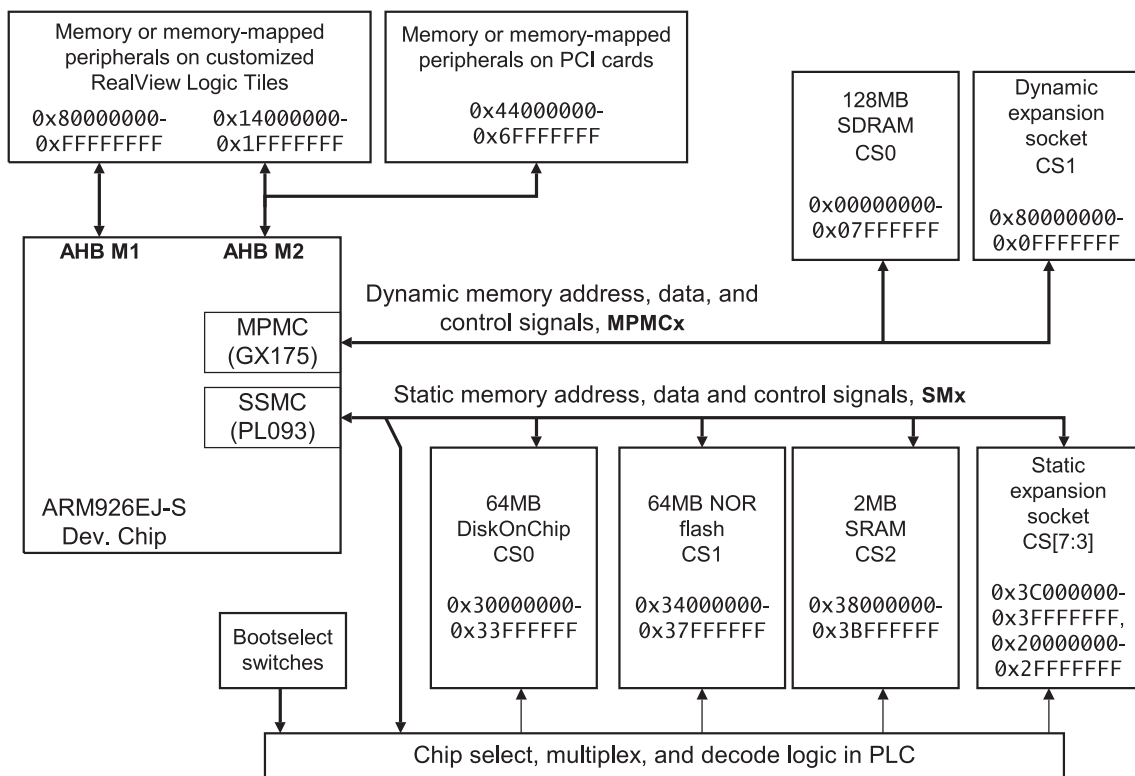 Memory or memory-mapped
peripherals on customized
RealView Logic Tiles
0x80000000-
0xFFFFFFFF
0x14000000-
0x1FFFFFFF
Memory or memory-mapped
peripherals on PCI cards
0x44000000-
0x6FFFFFFF
128MB
SDRAM
CS0
0x00000000-
0x07FFFFFF
Dynamic
expansion
socket
CS1
0x80000000-
0x0FFFFFFF
AHB M1
AHB M2
Dynamic memory address, data, and
control signals, MPMCx
MPMC
(GX175)
SSMC
(PL093)
Static memory address, data and control signals, SMx
ARM926EJ-S
Dev. Chip
64MB
DiskOnChip
CS0
0x30000000-
0x33FFFFFF
64MB NOR
flash
CS1
0x34000000-
0x37FFFFFF
2MB
SRAM
CS2
0x38000000-
0x3BFFFFFF
Static
expansion
socket
CS[7:3]
0x3C000000-
0x3FFFFFFF,
0x20000000-
0x2FFFFFFF
Bootselect
switches
Chip select, multiplex, and decode logic in PLC